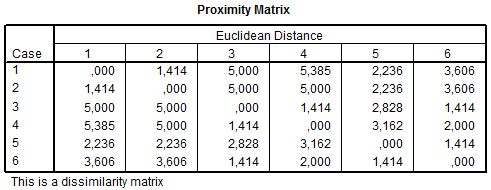 Proximity Matrix
Euclidean Distance
Case 1 2 3 4 5 6
1 ,000 1,414 5,000 5,385 2,236 3,606
2 1,414 ,000 5,000 5,000 2,236 3,606
3 5,000 5,000 ,000 1,414 2,828 1,414
4 5,385 5,000 1,414 ,000 3,162 2,000
5 2,236 2,236 2,828 3,162 ,000 1,414
6 3,606 3,606 1,414 2,000 1,414 ,000
This is a dissimilarity matrix